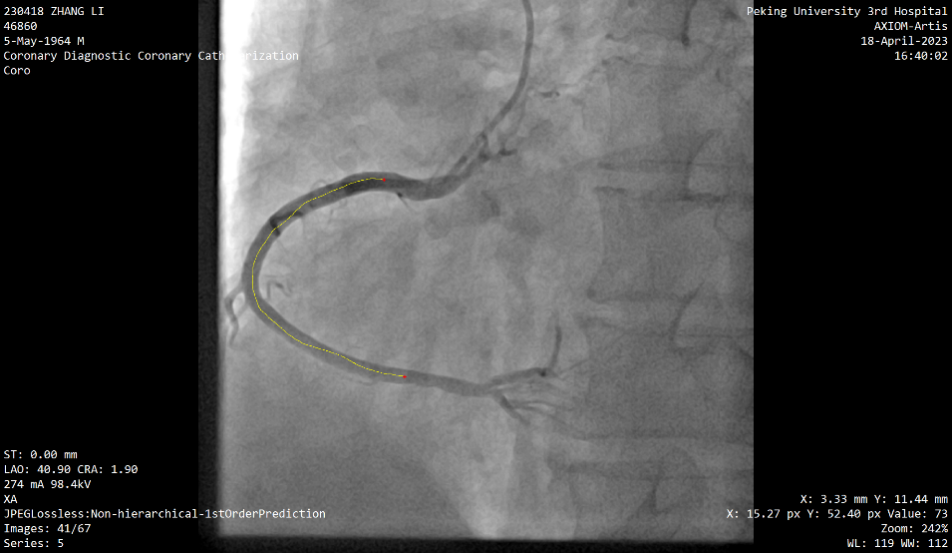 230418 ZHANG LI
46860
5-May-1964 M
Coronary Diagnostic Coronary Catheterization
Coro
Peking University 3rd Hospital
AXIOM-Artis
18-April-2023
16:40:02
ST: 0.00 mm
LAO: 40.90 CRA: 1.90
274 mA 98.4kV
XA
JPEGLossless:Non-hierarchical-1stOrderPrediction
Images: 41/67
Series: 5
X: 3.33 mm Y: 11.44 mm
X: 15.27 px Y: 52.40 px Value: 73
Zoom: 242%
WL: 119 WW: 112